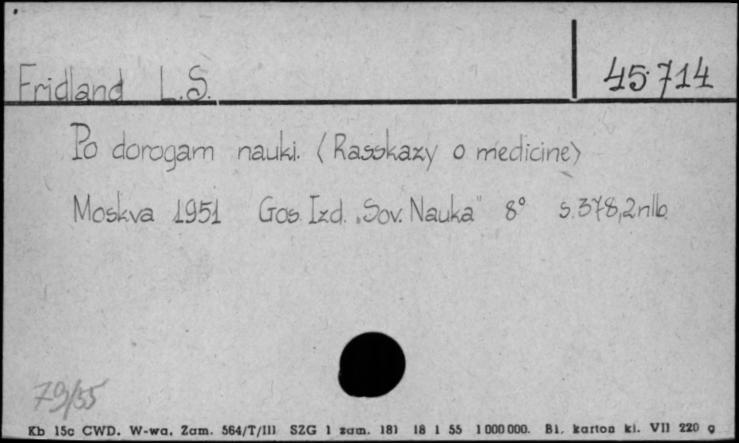 Fridland L.S. 45.714
Po dorogam nauki. (Rasskazy o medicine)
Moskva 1951 Gos. Izd. „Sov. Nauka" 8° s. 378, 2nlb.
79/55
Kb 15c CWD. W-wa, Zam. 564/T/III SZG 1 zam. 181 18 1 55 1 000 000. Bl. karton kl. VII 220 g